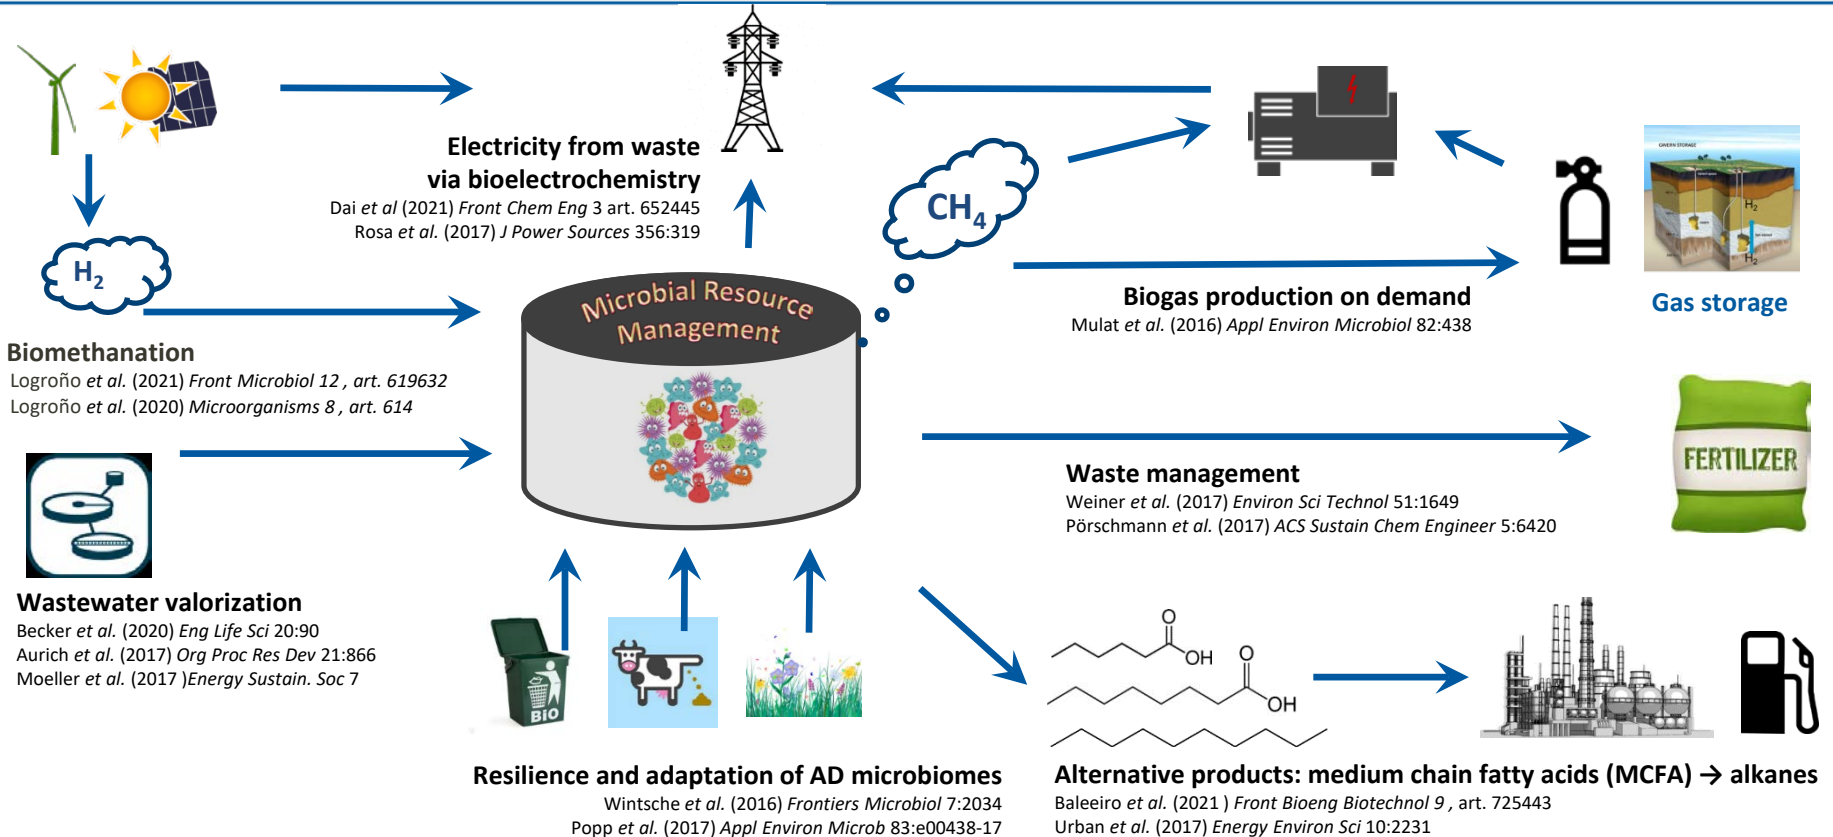 Electricity from waste
via bioelectrochemistry
Dai et al (2021) Front Chem Eng 3 art. 652445
Rosa et al. (2017) J Power Sources 356:319
CH4
H2
Biomethanation
Logroño et al. (2021) Front Microbiol 12 , art. 619632
Logroño et al. (2020) Microorganisms 8 , art. 614
Microbial Resource
Management
Biogas production on demand
Mulat et al. (2016) Appl Environ Microbiol 82:438
H2
H2
Gas storage
Waste management
Weiner et al. (2017) Environ Sci Technol 51:1649
Pörschmann et al. (2017) ACS Sustain Chem Engineer 5:6420
FERTILIZER
Wastewater valorization
Becker et al. (2020) Eng Life Sci 20:90
Aurich et al. (2017) Org Proc Res Dev 21:866
Moeller et al. (2017 )Energy Sustain. Soc 7
BIO
Resilience and adaptation of AD microbiomes
Wintsche et al. (2016) Frontiers Microbiol 7:2034
Popp et al. (2017) Appl Environ Microb 83:e00438-17
O
OH
O
OH
Alternative products: medium chain fatty acids (MCFA) → alkanes
Baleeiro et al. (2021 ) Front Bioeng Biotechnol 9 , art. 725443
Urban et al. (2017) Energy Environ Sci 10:2231